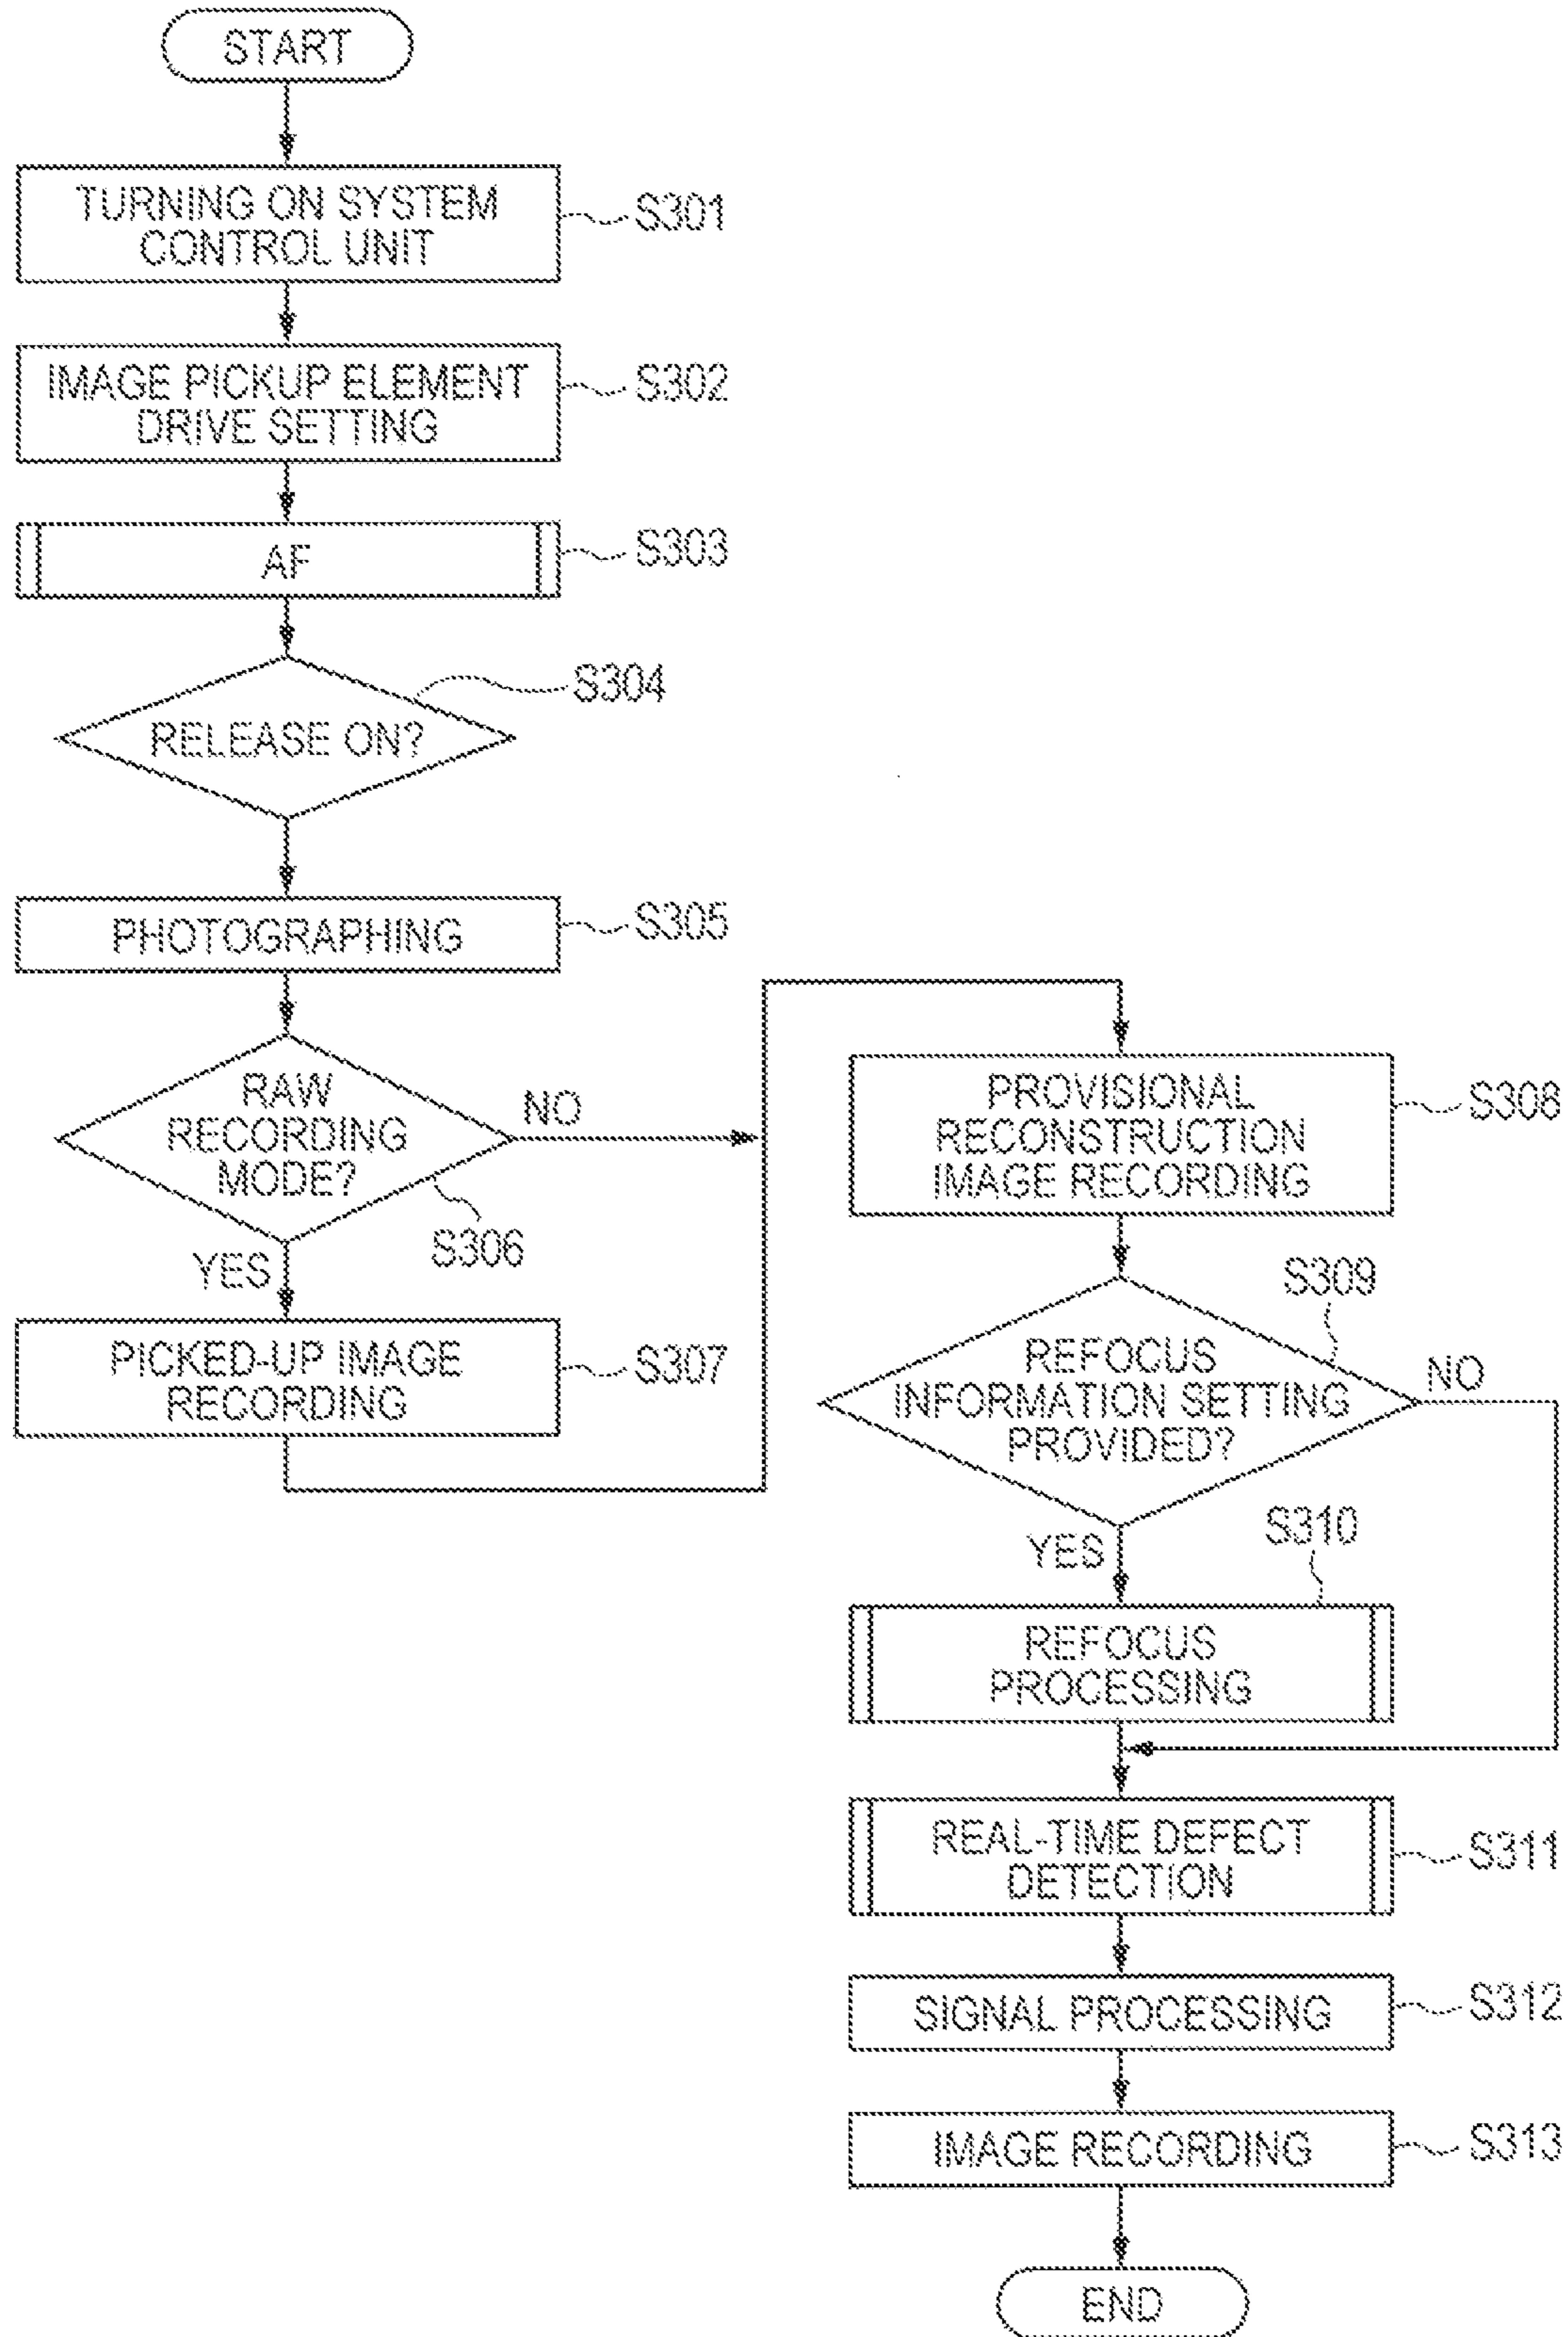 START
TURNING ON SYSTEM
CONTROL UNIT
S301
IMAGE PICKUP ELEMENT
DRIVE SETTING
S302
AF
S303
RELEASE ON?
S304
PHOTOGRAPHING
S305
RAW
RECORDING
MODE?
NO
S306
YES
PICKED-UP IMAGE
RECORDING
S307
PROVISIONAL
RECONSTRUCTION
IMAGE RECORDING
S308
REFOCUS
INFORMATION SETTING
PROVIDED?
S309
NO
YES
S310
REFOCUS
PROCESSING
REAL-TIME DEFECT
DETECTION
S311
SIGNAL PROCESSING
S312
IMAGE RECORDING
S313
END